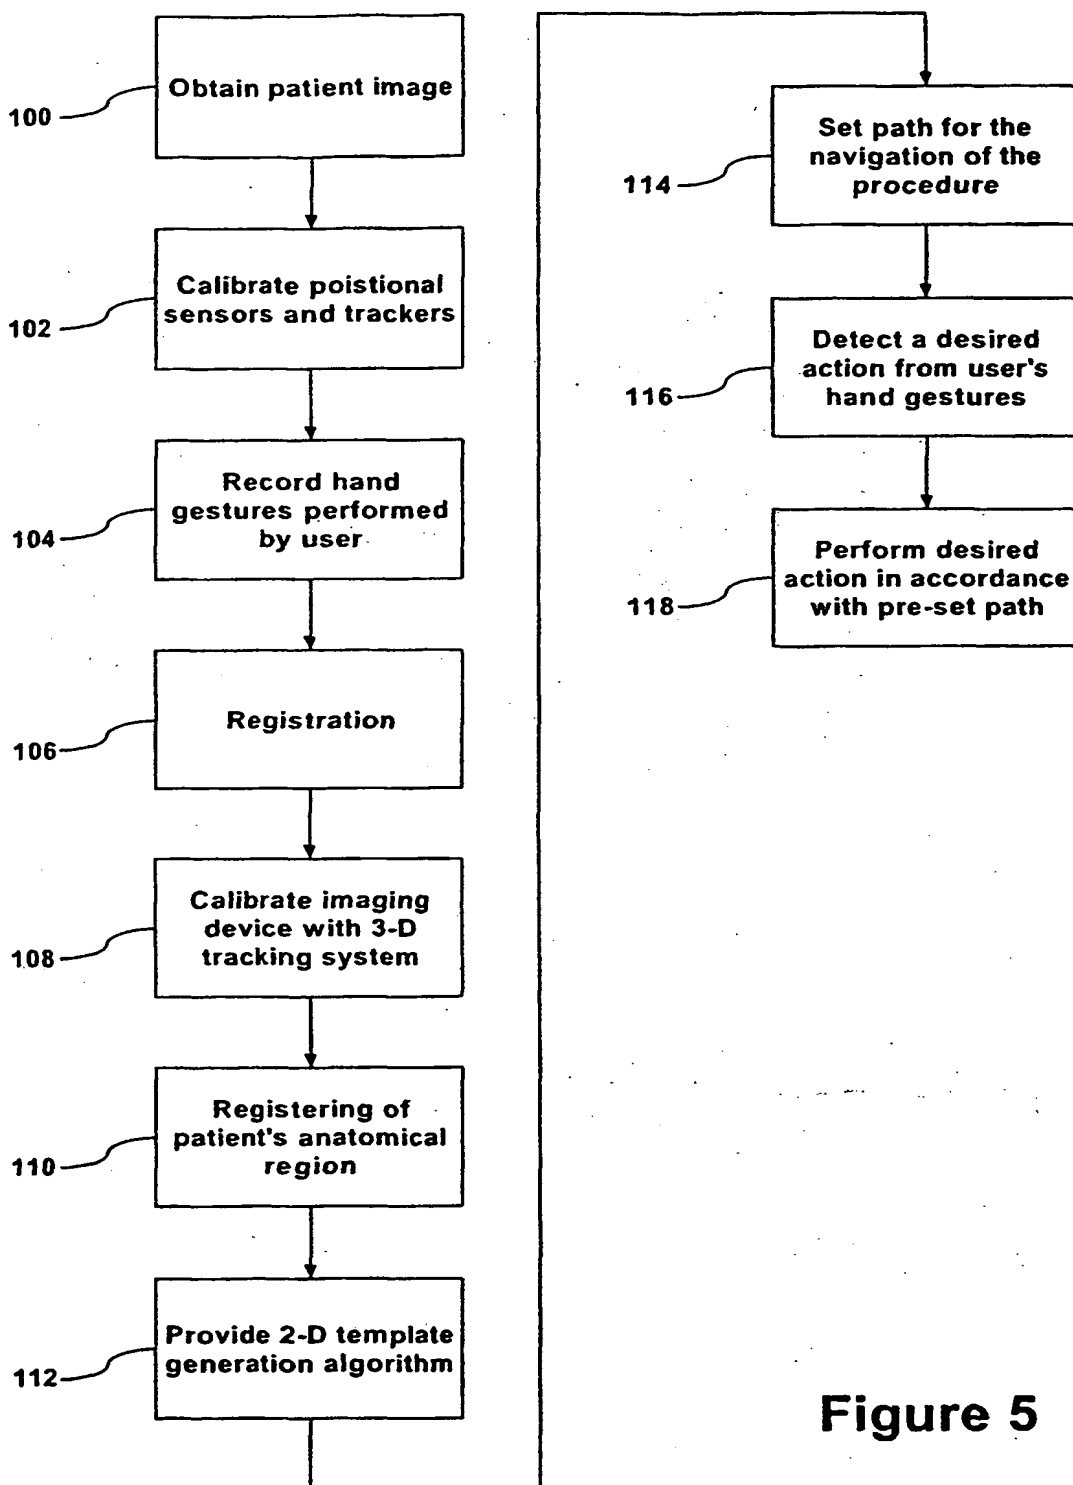 100
Obtain patient image
102
Calibrate poistional
sensors and trackers
104
Record hand
gestures performed
by user
106
Registration
108
Calibrate imaging
device with 3-D
tracking system
110
Registering of
patient's anatomical
region
112
Provide 2-D template
generation algorithm
114
Set path for the
navigation of the
procedure
116
Detect a desired
action from user's
hand gestures
118
Perform desired
action in accordance
with pre-set path
Figure 5